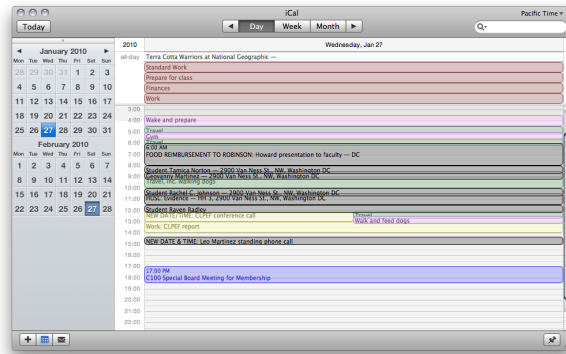 iCal
Pacific Time
Today
Day Week Month
2010 Wednesday, Jan 27
January 2010
Mon Tue Wed Thu Fri Sat Sun
28 29 30 31 1 2 3
4 5 6 7 8 9 10
11 12 13 14 15 16 17
18 19 20 21 22 23 24
25 26 27 28 29 30 31
February 2010
Mon Tue Wed Thu Fri Sat Sun
1 2 3 4 5 6 7
8 9 10 11 12 13 14
15 16 17 18 19 20 21
22 23 24 25 26 27 28
all-day Terra Cotta Warriors at National Geographic —
Standard Work
Prepare for class
Finances
Work
3:00
4:00 Wake and prepare
5:00 Travel
Gym
6:00 Travel
6:00 AM
FOOD REIMBURSEMENT TO ROBINSON: Howard presentation to faculty — DC
7:00
8:00
Student Tamica Norton — 2900 Van Ness St., NW, Washington DC
9:00 Geovanny Martinez — 2900 Van Ness St., NW, Washington DC
Travel, inc. walking dogs
10:00
Student Rachel C. Johnson — 2900 Van Ness St., NW, Washington DC
11:00 HUSL: Evidence — HH 3, 2900 Van Ness St., NW, Washington DC
12:00 Student Raven Radley
NEW DATE/TIME: CLPEF conference call Travel
13:00 Walk and feed dogs
Work: CLPEF report
14:00
NEW DATE & TIME: Leo Martinez standing phone call
15:00
16:00
17:00 17:00 PM
C100 Special Board Meeting for Membership
18:00
19:00
20:00
21:00
22:00